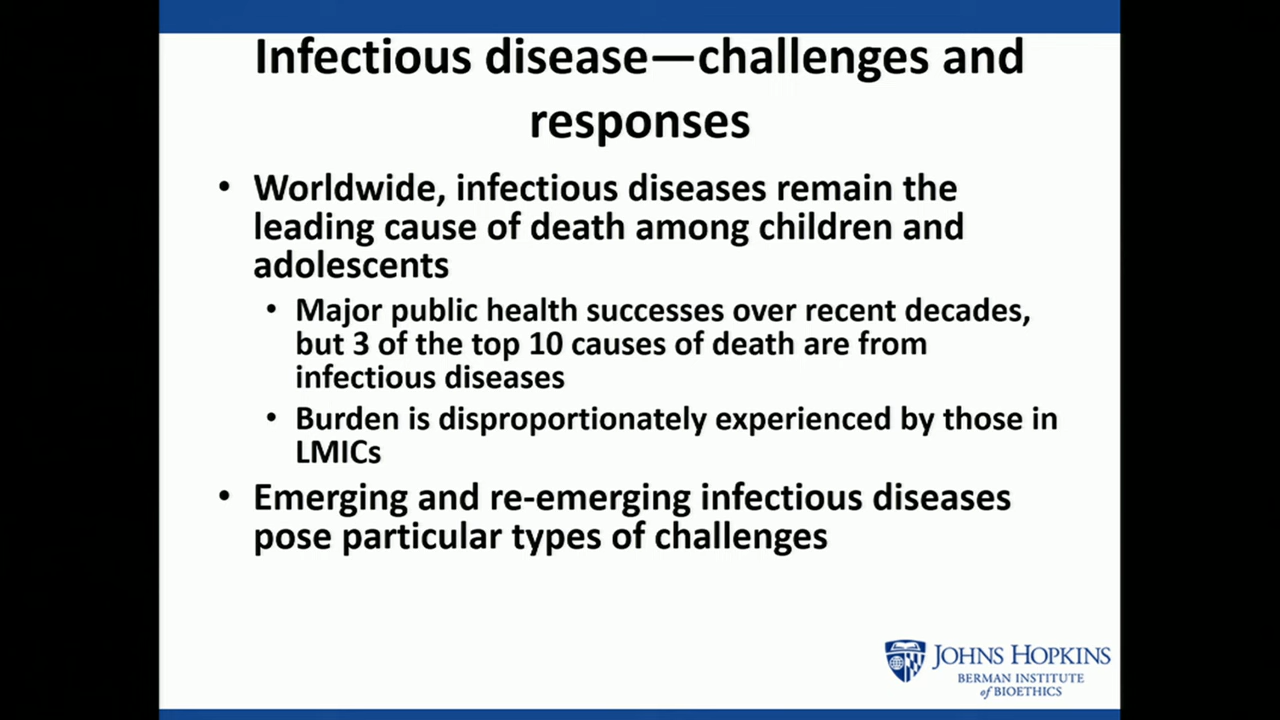 Infectious disease—challenges and
responses
• Worldwide, infectious diseases remain the
leading cause of death among children and
adolescents
• Major public health successes over recent decades,
but 3 of the top 10 causes of death are from
infectious diseases
• Burden is disproportionately experienced by those in
LMICs
• Emerging and re-emerging infectious diseases
pose particular types of challenges
JOHNS HOPKINS
BERMAN INSTITUTE
of BIOETHICS